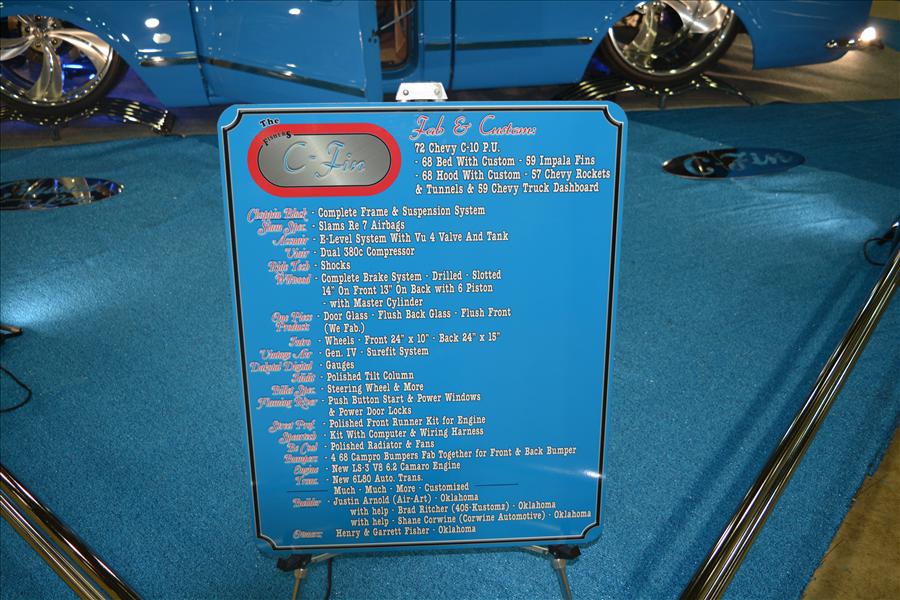 The
FISHERS
C-Fin
Fab & Custom:
72 Chevy C-10 P.U.
- 68 Bed With Custom - 59 Impala Fins
- 68 Hood With Custom - 57 Chevy Rockets
& Tunnels & 59 Chevy Truck Dashboard
Choppin Block - Complete Frame & Suspension System
Slam Spec. - Slams Re 7 Airbags
Accuair - E-Level System With Vu 4 Valve And Tank
Viair - Dual 380c Compressor
Ride Tech - Shocks
Wilwood - Complete Brake System - Drilled - Slotted
14" On Front 13" On Back with 6 Piston
- with Master Cylinder
One Piece Products - Door Glass - Flush Back Glass - Flush Front
(We Fab.)
Intro - Wheels - Front 24" x 10" - Back 24" x 15"
Vintage Air - Gen. IV - Surefit System
Dakotal Digital - Gauges
Ididit - Polished Tilt Column
Billet Spec. - Steering Wheel & More
Flaming River - Push Button Start & Power Windows
& Power Door Locks
Street Prof. - Polished Front Runner Kit for Engine
Speartech - Kit With Computer & Wiring Harness
Be Cool - Polished Radiator & Fans
Bumpers - 4 68 Campro Bumpers Fab Together for Front & Back Bumper
Engine - New LS-3 V8 6.2 Camaro Engine
Trans. - New 6L80 Auto. Trans.
Much - Much - More - Customized
Builder - Justin Arnold (Air-Art) - Oklahoma
with help - Brad Ritcher (405-Kustomz) - Oklahoma
with help - Shane Corwine (Corwine Automotive) - Oklahoma
Owners: Henry & Garrett Fisher - Oklahoma
C-Fin